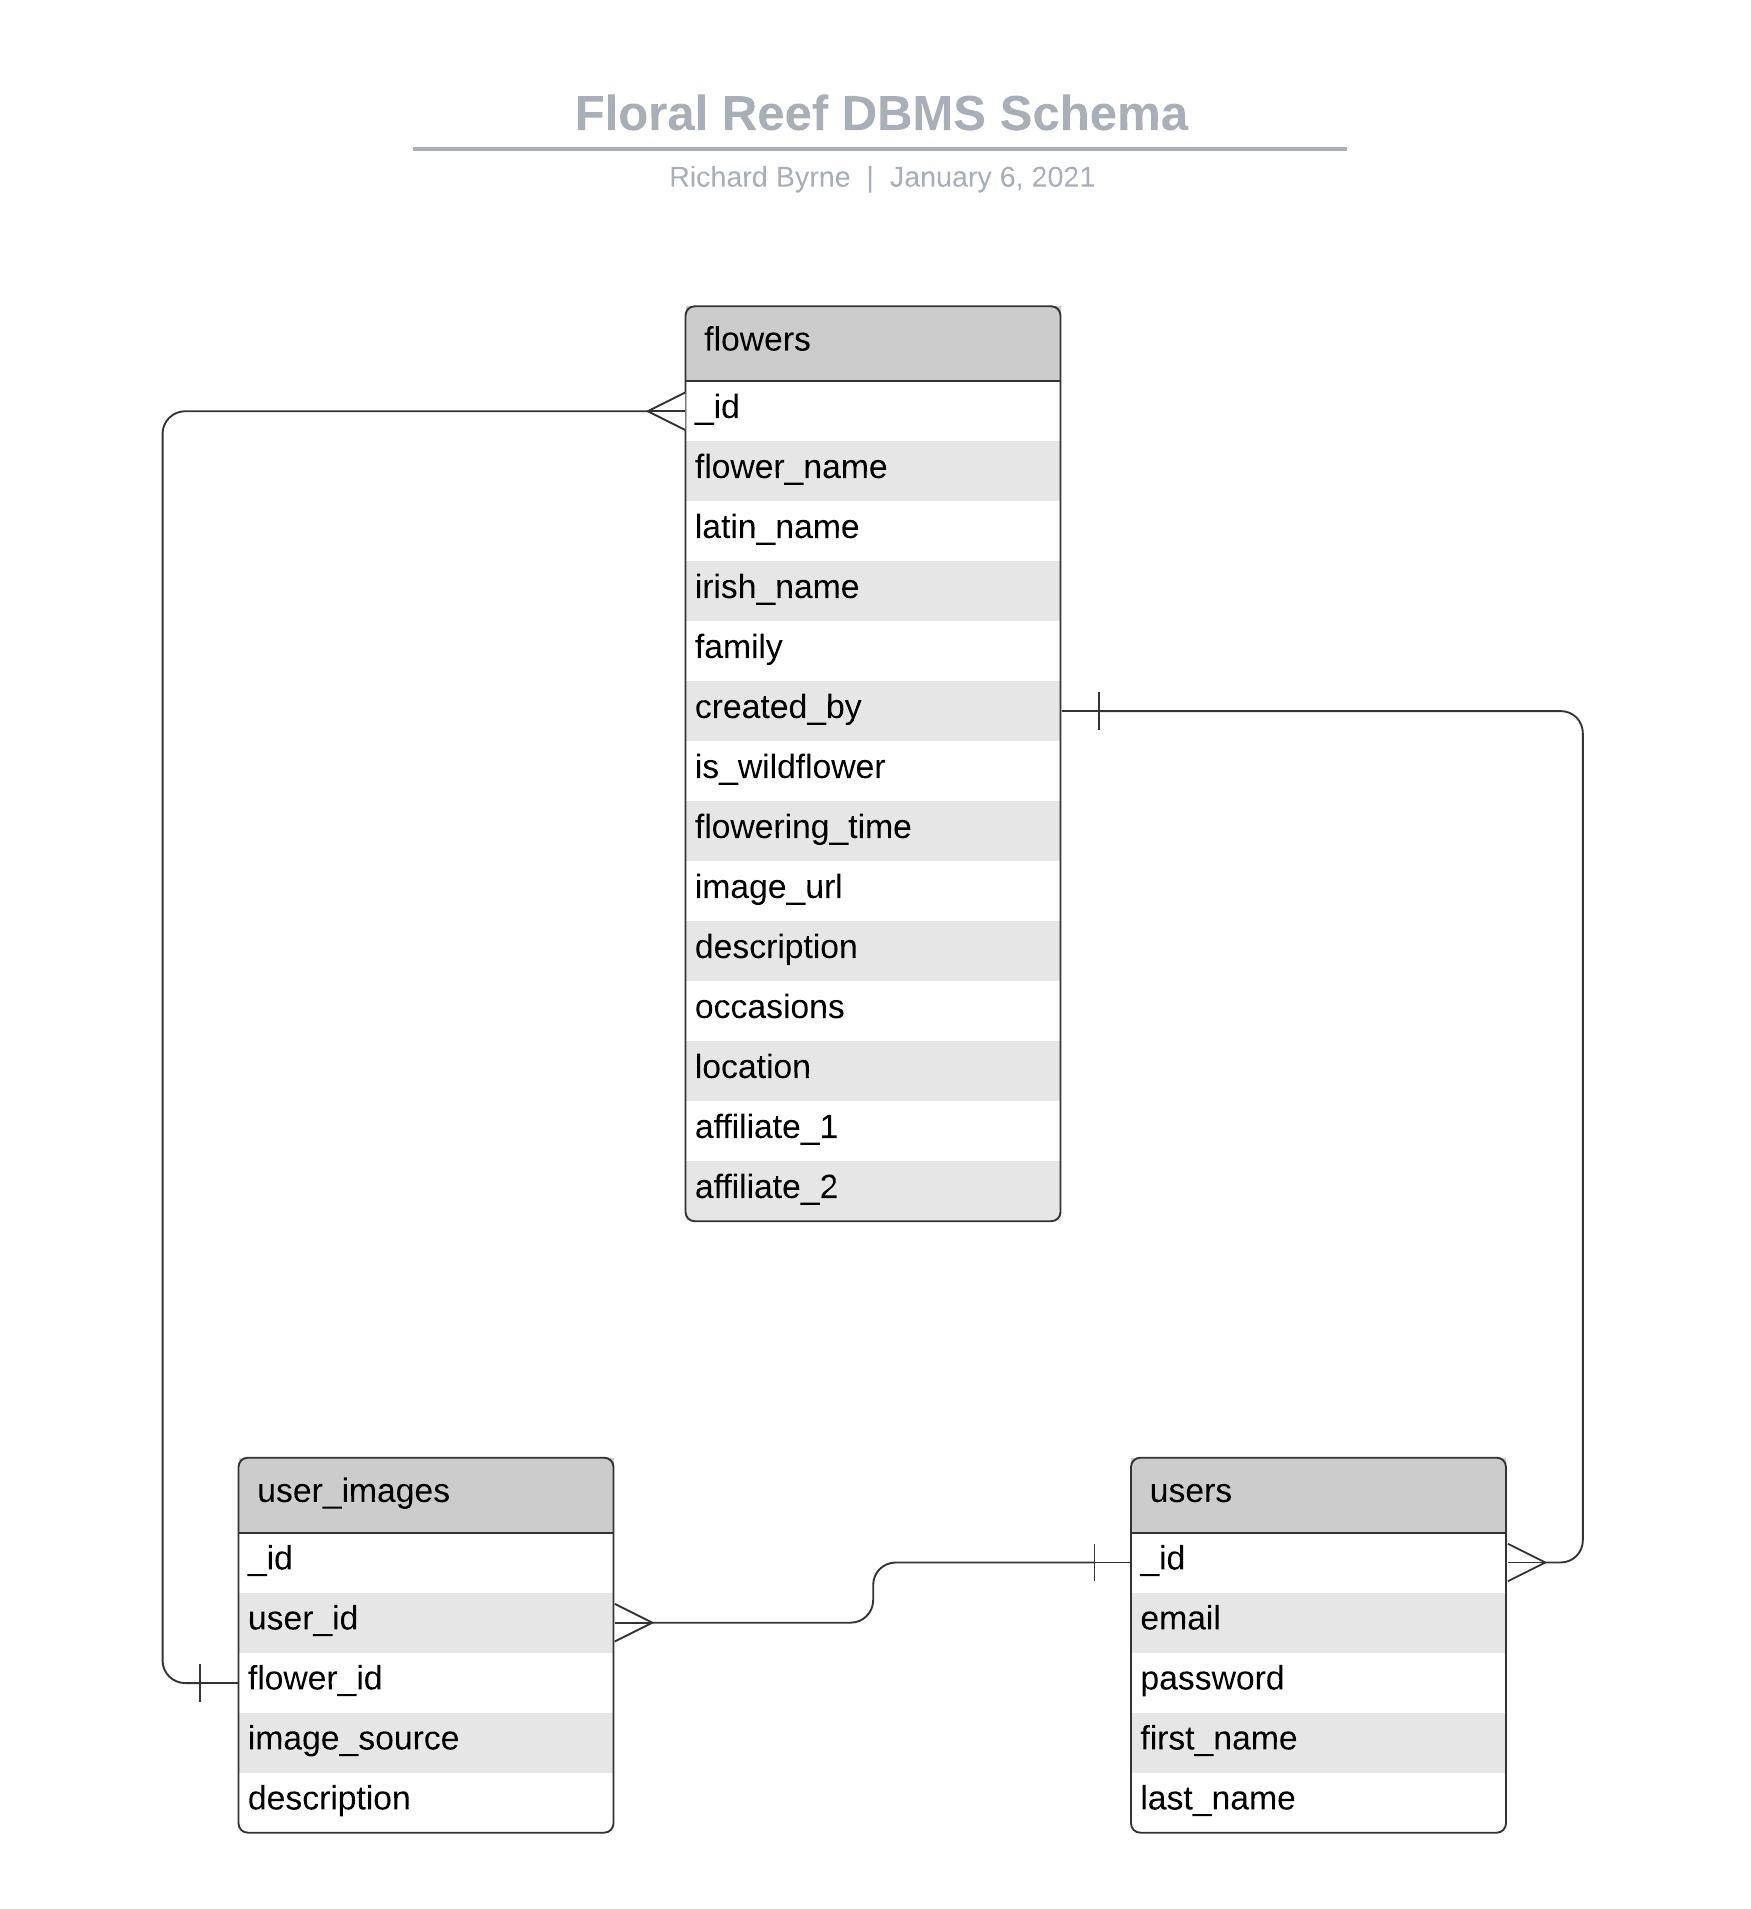 Floral Reef DBMS Schema
Richard Byrne | January 6, 2021
flowers
_id
flower_name
latin_name
irish_name
family
created_by
is_wildflower
flowering_time
image_url
description
occasions
location
affiliate_1
affiliate_2
user_images
_id
user_id
flower_id
image_source
description
users
_id
email
password
first_name
last_name